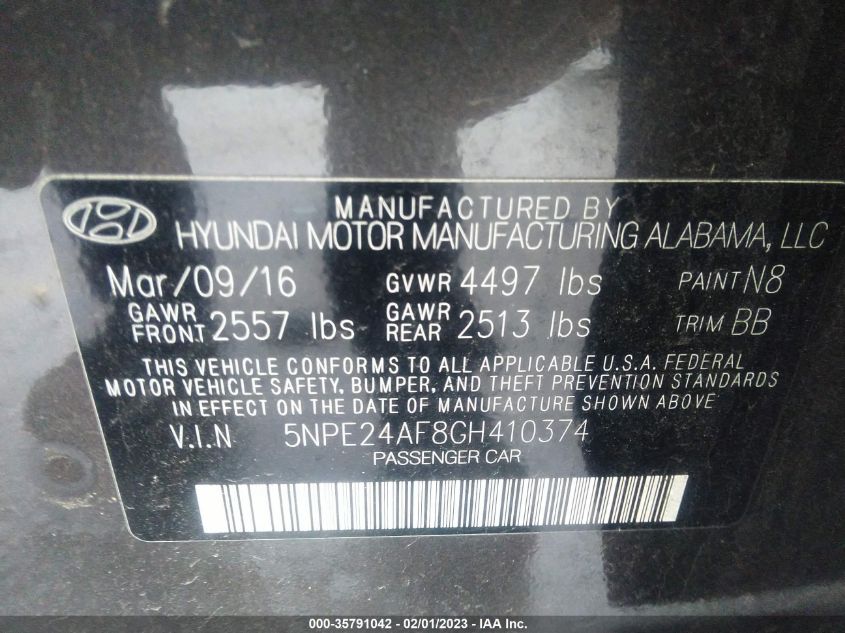 MANUFACTURED BY
HYUNDAI MOTOR MANUFACTURING ALABAMA, LLC
Mar/09/16 GVWR 4497 lbs PAINT N8
GAWR FRONT 2557 lbs GAWR REAR 2513 lbs TRIM BB
THIS VEHICLE CONFORMS TO ALL APPLICABLE U.S.A. FEDERAL
MOTOR VEHICLE SAFETY, BUMPER, AND THEFT PREVENTION STANDARDS
IN EFFECT ON THE DATE OF MANUFACTURE SHOWN ABOVE
V.I.N 5NPE24AF8GH410374
PASSENGER CAR
000-35791042 - 02/01/2023 - IAA Inc.